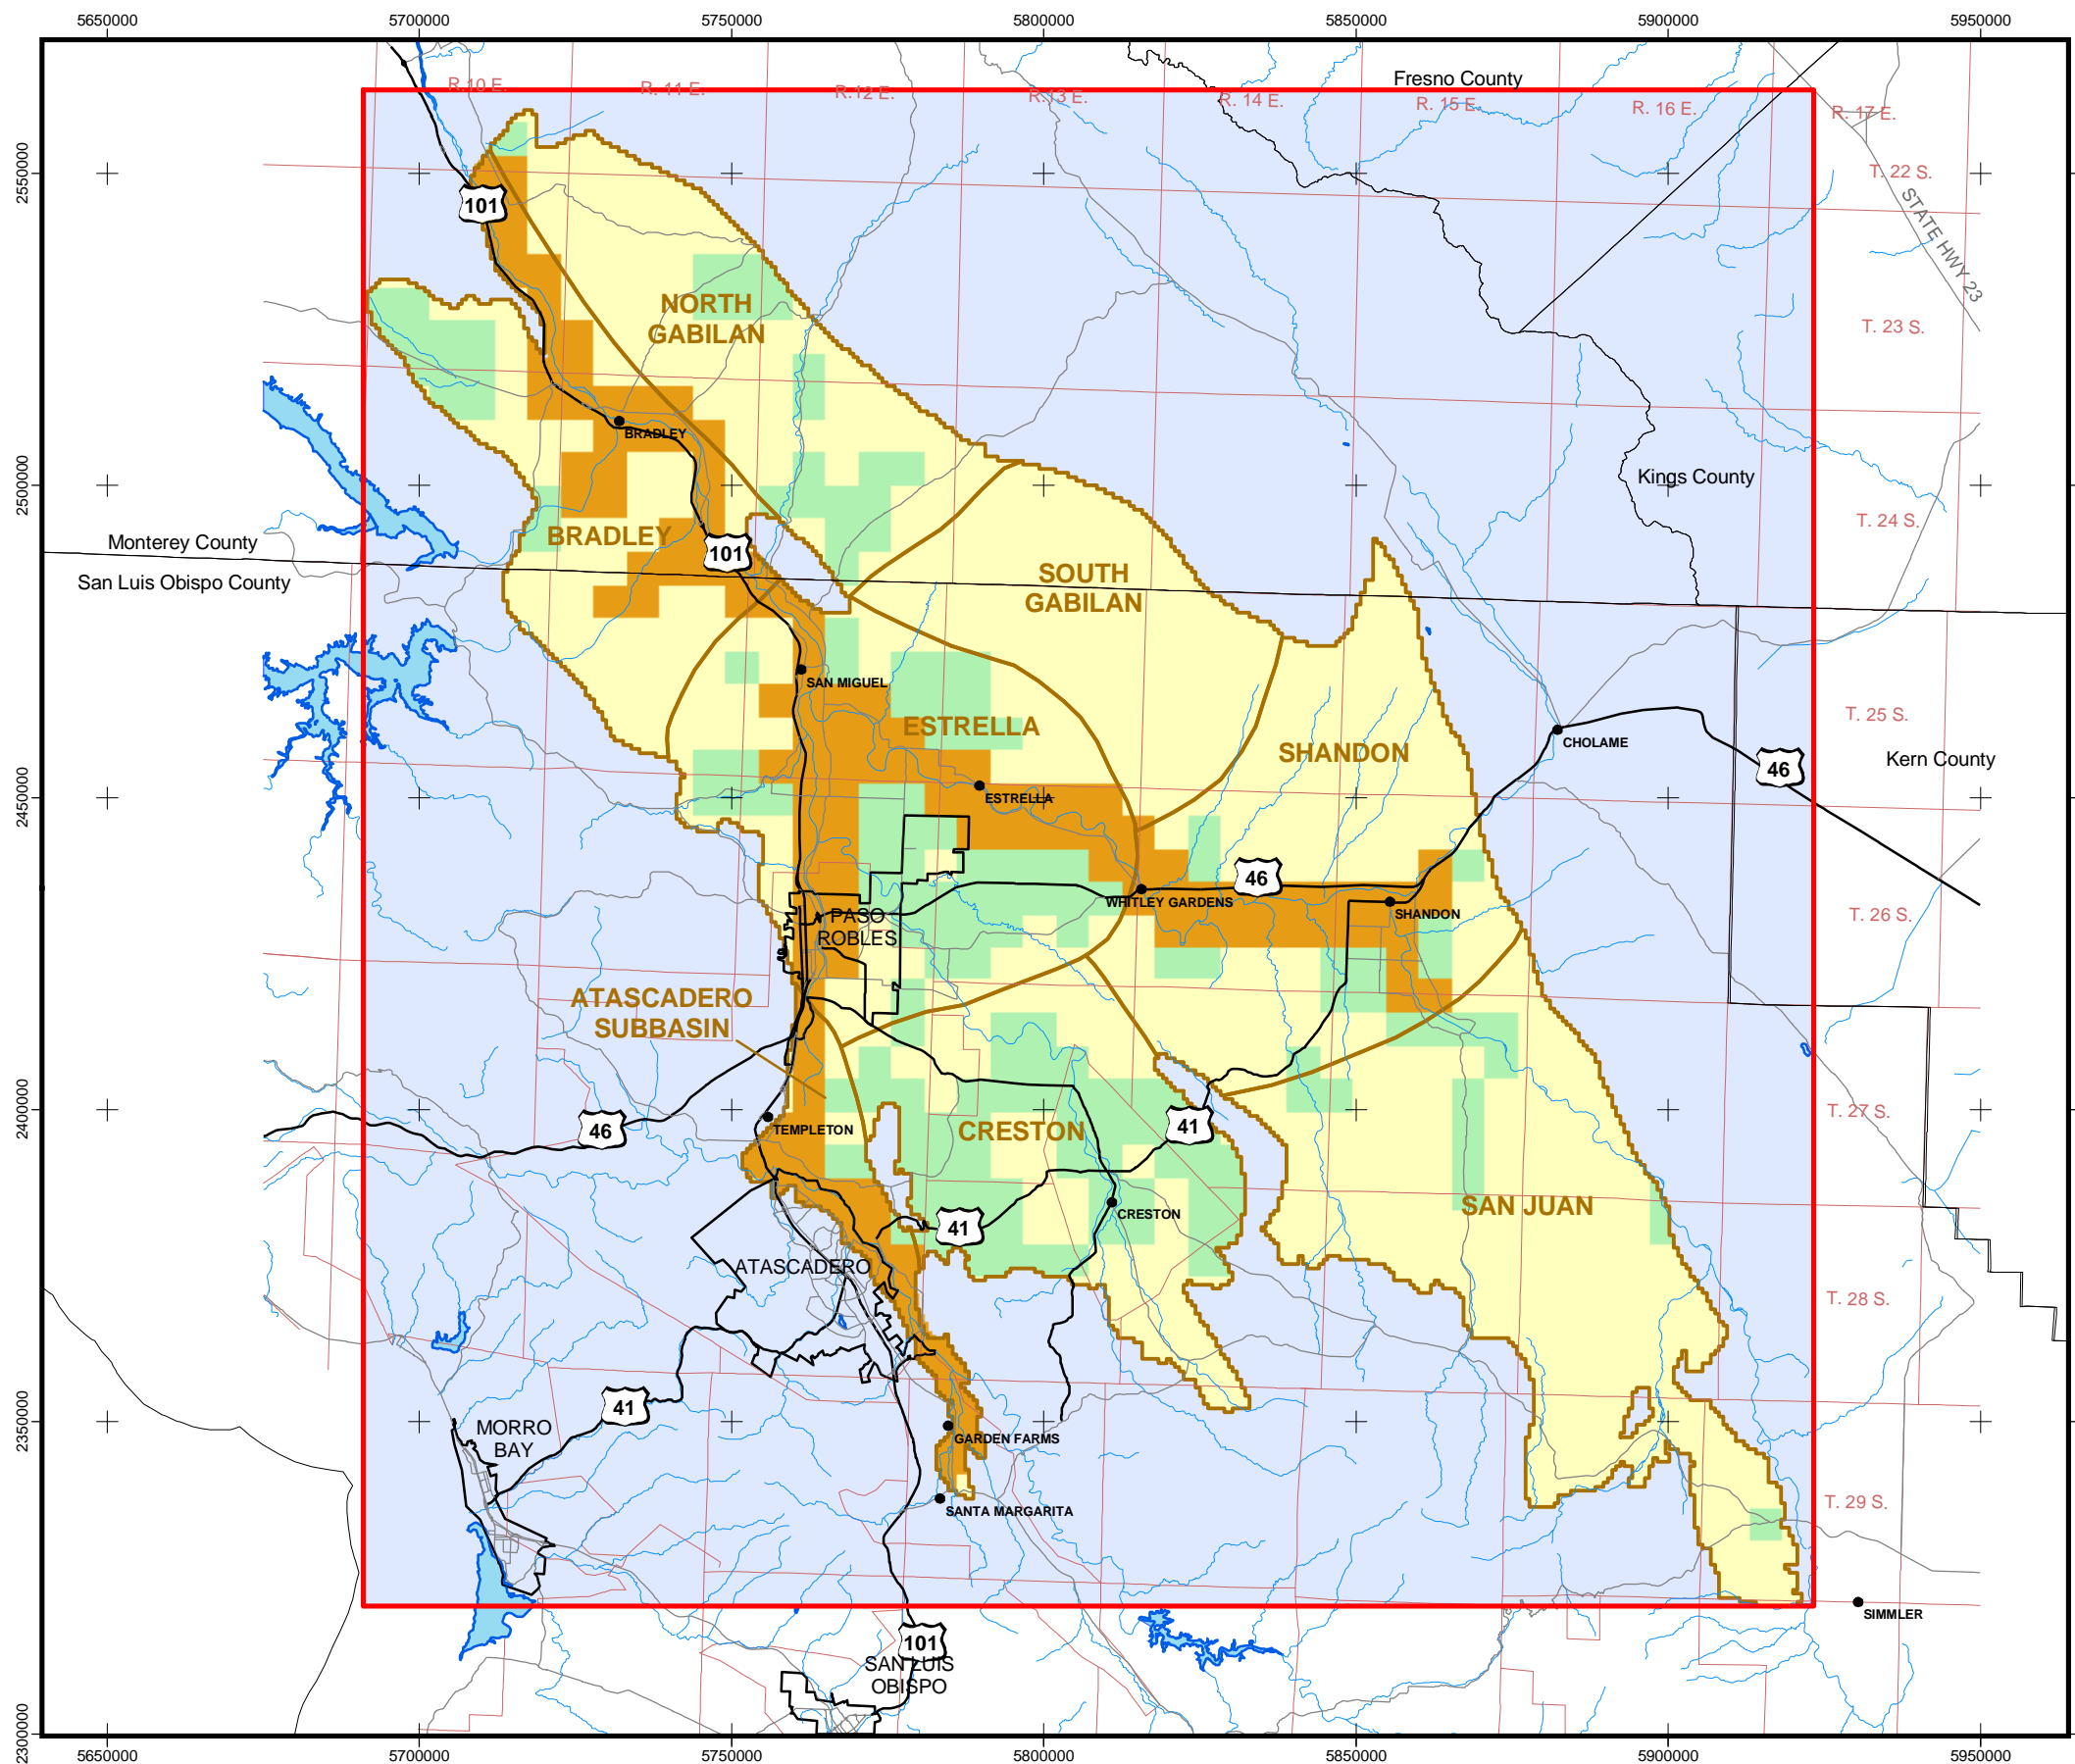 5650000 5700000 5750000 5800000 5850000 5900000 5950000
Fresno County
R. 10 E. R. 11 E. R. 12 E. R. 13 E. R. 14 E. R. 15 E. R. 16 E. R. 17 E.
2550000
T. 22 S.
STATE HWY 23
101
NORTH
GABILAN
T. 23 S.
BRADLEY
2500000
Kings County
T. 24 S.
BRADLEY
Monterey County
101
San Luis Obispo County
SOUTH
GABILAN
SAN MIGUEL
ESTRELLA
T. 25 S.
SHANDON
CHOLAME
Kern County
46
2450000
ESTRELLA
46
WHITLEY GARDENS
SHANDON
T. 26 S.
PASO
ROBLES
ATASCADERO
SUBBASIN
2400000
T. 27 S.
46
TEMPLETON
CRESTON
41
SAN JUAN
CRESTON
41
ATASCADERO
T. 28 S.
2350000
41
MORRO
BAY
GARDEN FARMS
SANTA MARGARITA
T. 29 S.
SIMMLER
101
SAN LUIS
OBISPO
2300000
5650000 5700000 5750000 5800000 5850000 5900000 5950000